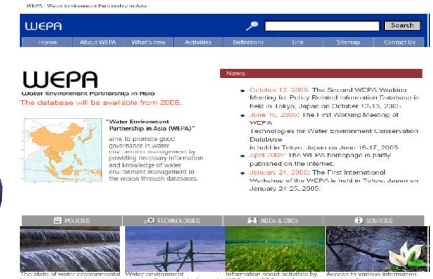 WEPA Water Environment Partnership in Asia
WEPA
Search
Home About WEPA What's new Activities Definitions Link Sitemap Contact Us
WEPA
Water Environment Partnership in Asia
The database will be available from 2006.
"Water Environment
Partnership in Asia (WEPA)"
aims to promote good
governance in water
environment management by
providing necessary information
and knowledge of water
environment management in
the region through databases.
News
October 12, 2005: The Second WEPA Working
Meeting for Policy Related Information Database is
held in Tokyo, Japan on October 12-13, 2005
June 16, 2005: The First Working Meeting of
WEPA
Technologies for Water Environment Conservation
Database
is held in Tokyo, Japan on June 16-17, 2005.
April 2005: The WEPA homepage is partly
published on the internet.
January 24, 2005: The First International
Workshop of the WEPA is held in Tokyo, Japan on
January 24-25, 2005.
POLICIES TECHNOLOGIES NGOs & CBOs SOURCES
The state of water environmental
Water environment
Information about activities by
Access to various information